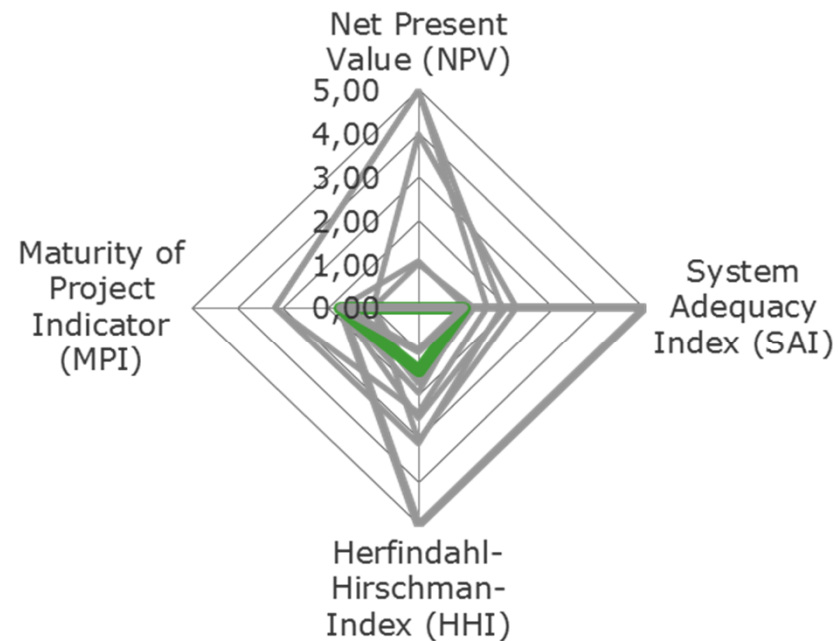 Net Present
Value (NPV)
5,00
4,00
3,00
2,00
1,00
0,00
Maturity of
Project
Indicator
(MPI)
System
Adequacy
Index (SAI)
Herfindahl-
Hirschman-
Index (HHI)